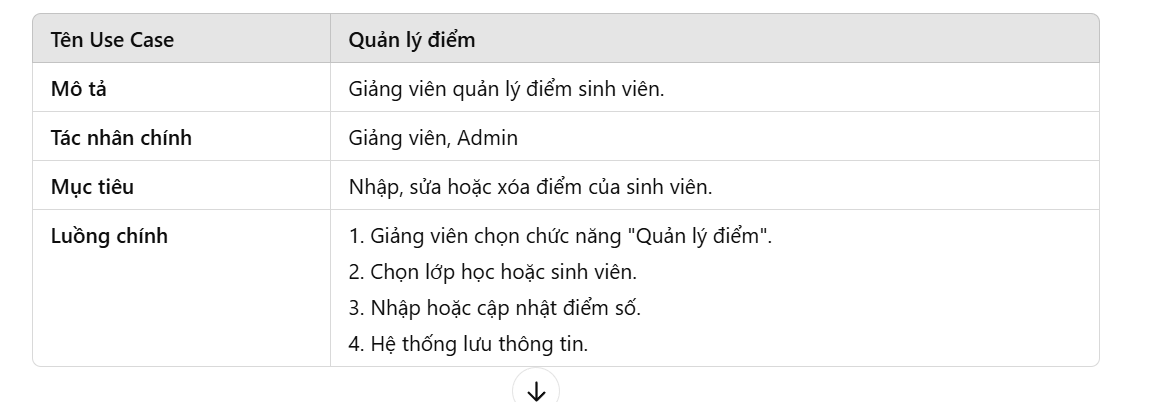 Tên Use Case Quản lý điểm
Mô tả Giảng viên quản lý điểm sinh viên.
Tác nhân chính Giảng viên, Admin
Mục tiêu Nhập, sửa hoặc xóa điểm của sinh viên.
Luồng chính 1. Giảng viên chọn chức năng "Quản lý điểm".
2. Chọn lớp học hoặc sinh viên.
3. Nhập hoặc cập nhật điểm số.
4. Hệ thống lưu thông tin.